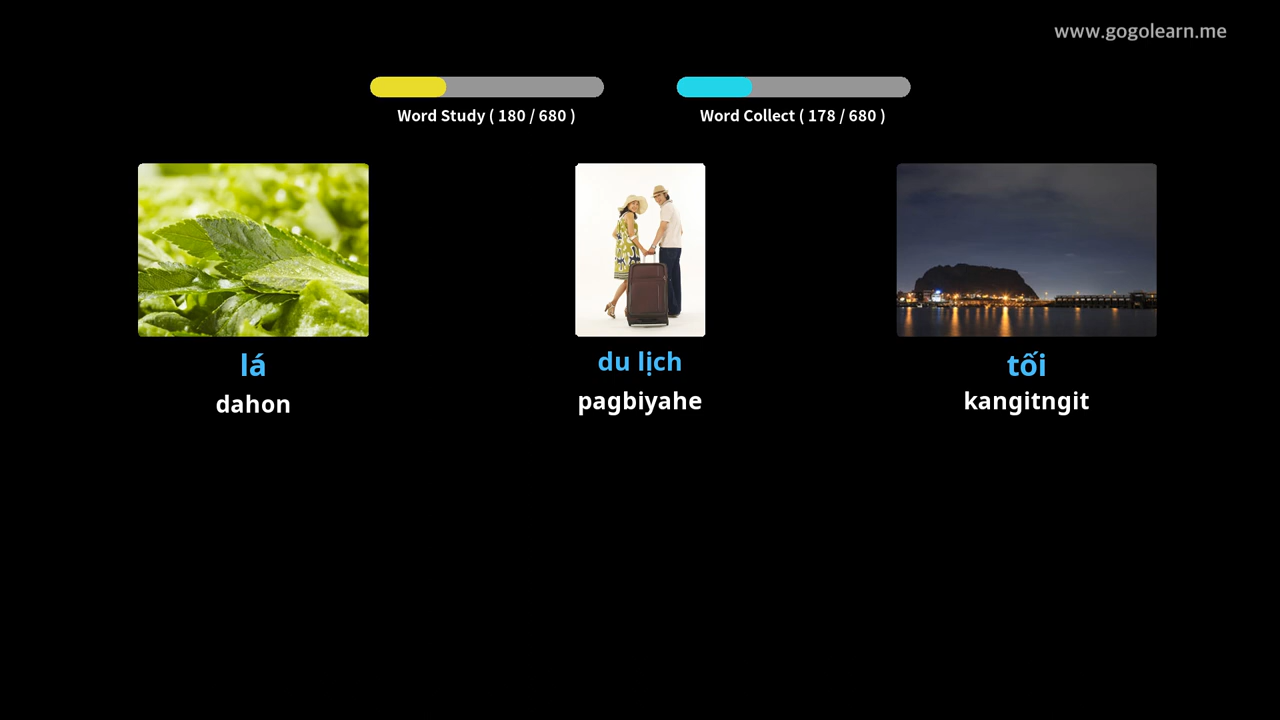 www.gogolearn.me
Word Study ( 180 / 680 )
Word Collect ( 178 / 680 )
lá
dahon
du lịch
pagbiyahe
tối
kangitngit